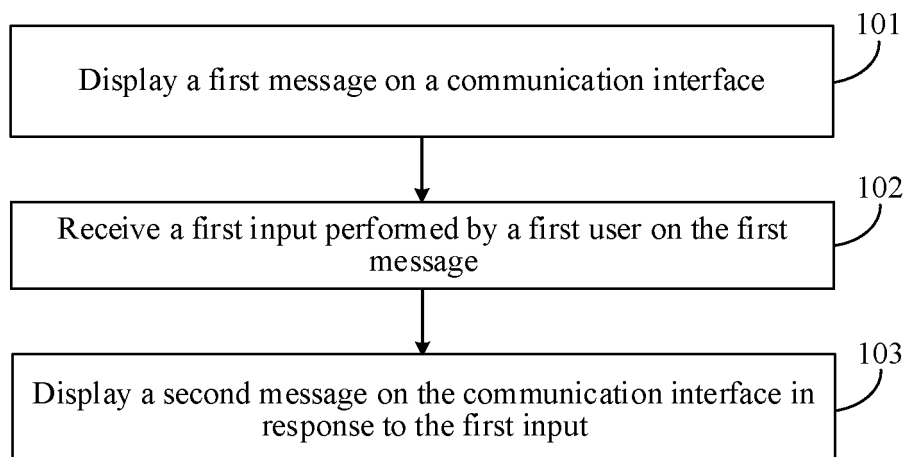 101
Display a first message on a communication interface
102
Receive a first input performed by a first user on the first
message
103
Display a second message on the communication interface in
response to the first input